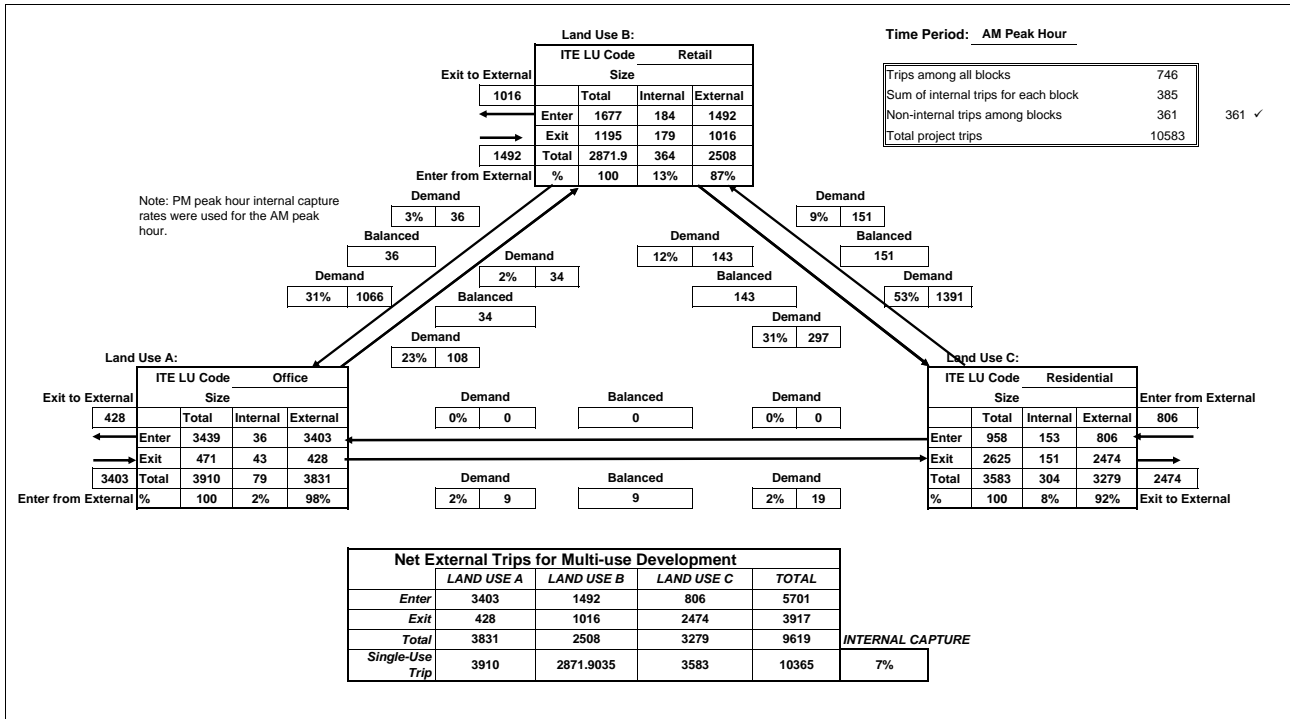 Time Period: AM Peak Hour
Trips among all blocks 746
Sum of internal trips for each block 385
Non-internal trips among blocks 361 361 ✓
Total project trips 10583
Land Use B:
ITE LU Code Retail
Size
Exit to External
1016
Total Internal External
Enter 1677 184 1492
Exit 1195 179 1016
Total 2871.9 364 2508
% 100 13% 87%
1492
Enter from External
Note: PM peak hour internal capture
rates were used for the AM peak
hour.
Demand
3% 36
Balanced
36
Demand
31% 1066
Demand
2% 34
Balanced
34
Demand
23% 108
Demand
12% 143
Balanced
143
Demand
31% 297
Demand
9% 151
Balanced
151
Demand
53% 1391
Land Use A:
ITE LU Code Office
Size
Exit to External
428
Total Internal External
Enter 3439 36 3403
Exit 471 43 428
Total 3910 79 3831
% 100 2% 98%
3403
Enter from External
Demand Balanced Demand
0% 0 0 0% 0
Demand Balanced Demand
2% 9 9 2% 19
Land Use C:
ITE LU Code Residential
Size
Enter from External
806
Total Internal External
Enter 958 153 806
Exit 2625 151 2474
Total 3583 304 3279
% 100 8% 92%
2474
Exit to External
Net External Trips for Multi-use Development
LAND USE A LAND USE B LAND USE C TOTAL
Enter 3403 1492 806 5701
Exit 428 1016 2474 3917
Total 3831 2508 3279 9619
INTERNAL CAPTURE
Single-Use
Trip 3910 2871.9035 3583 10365 7%